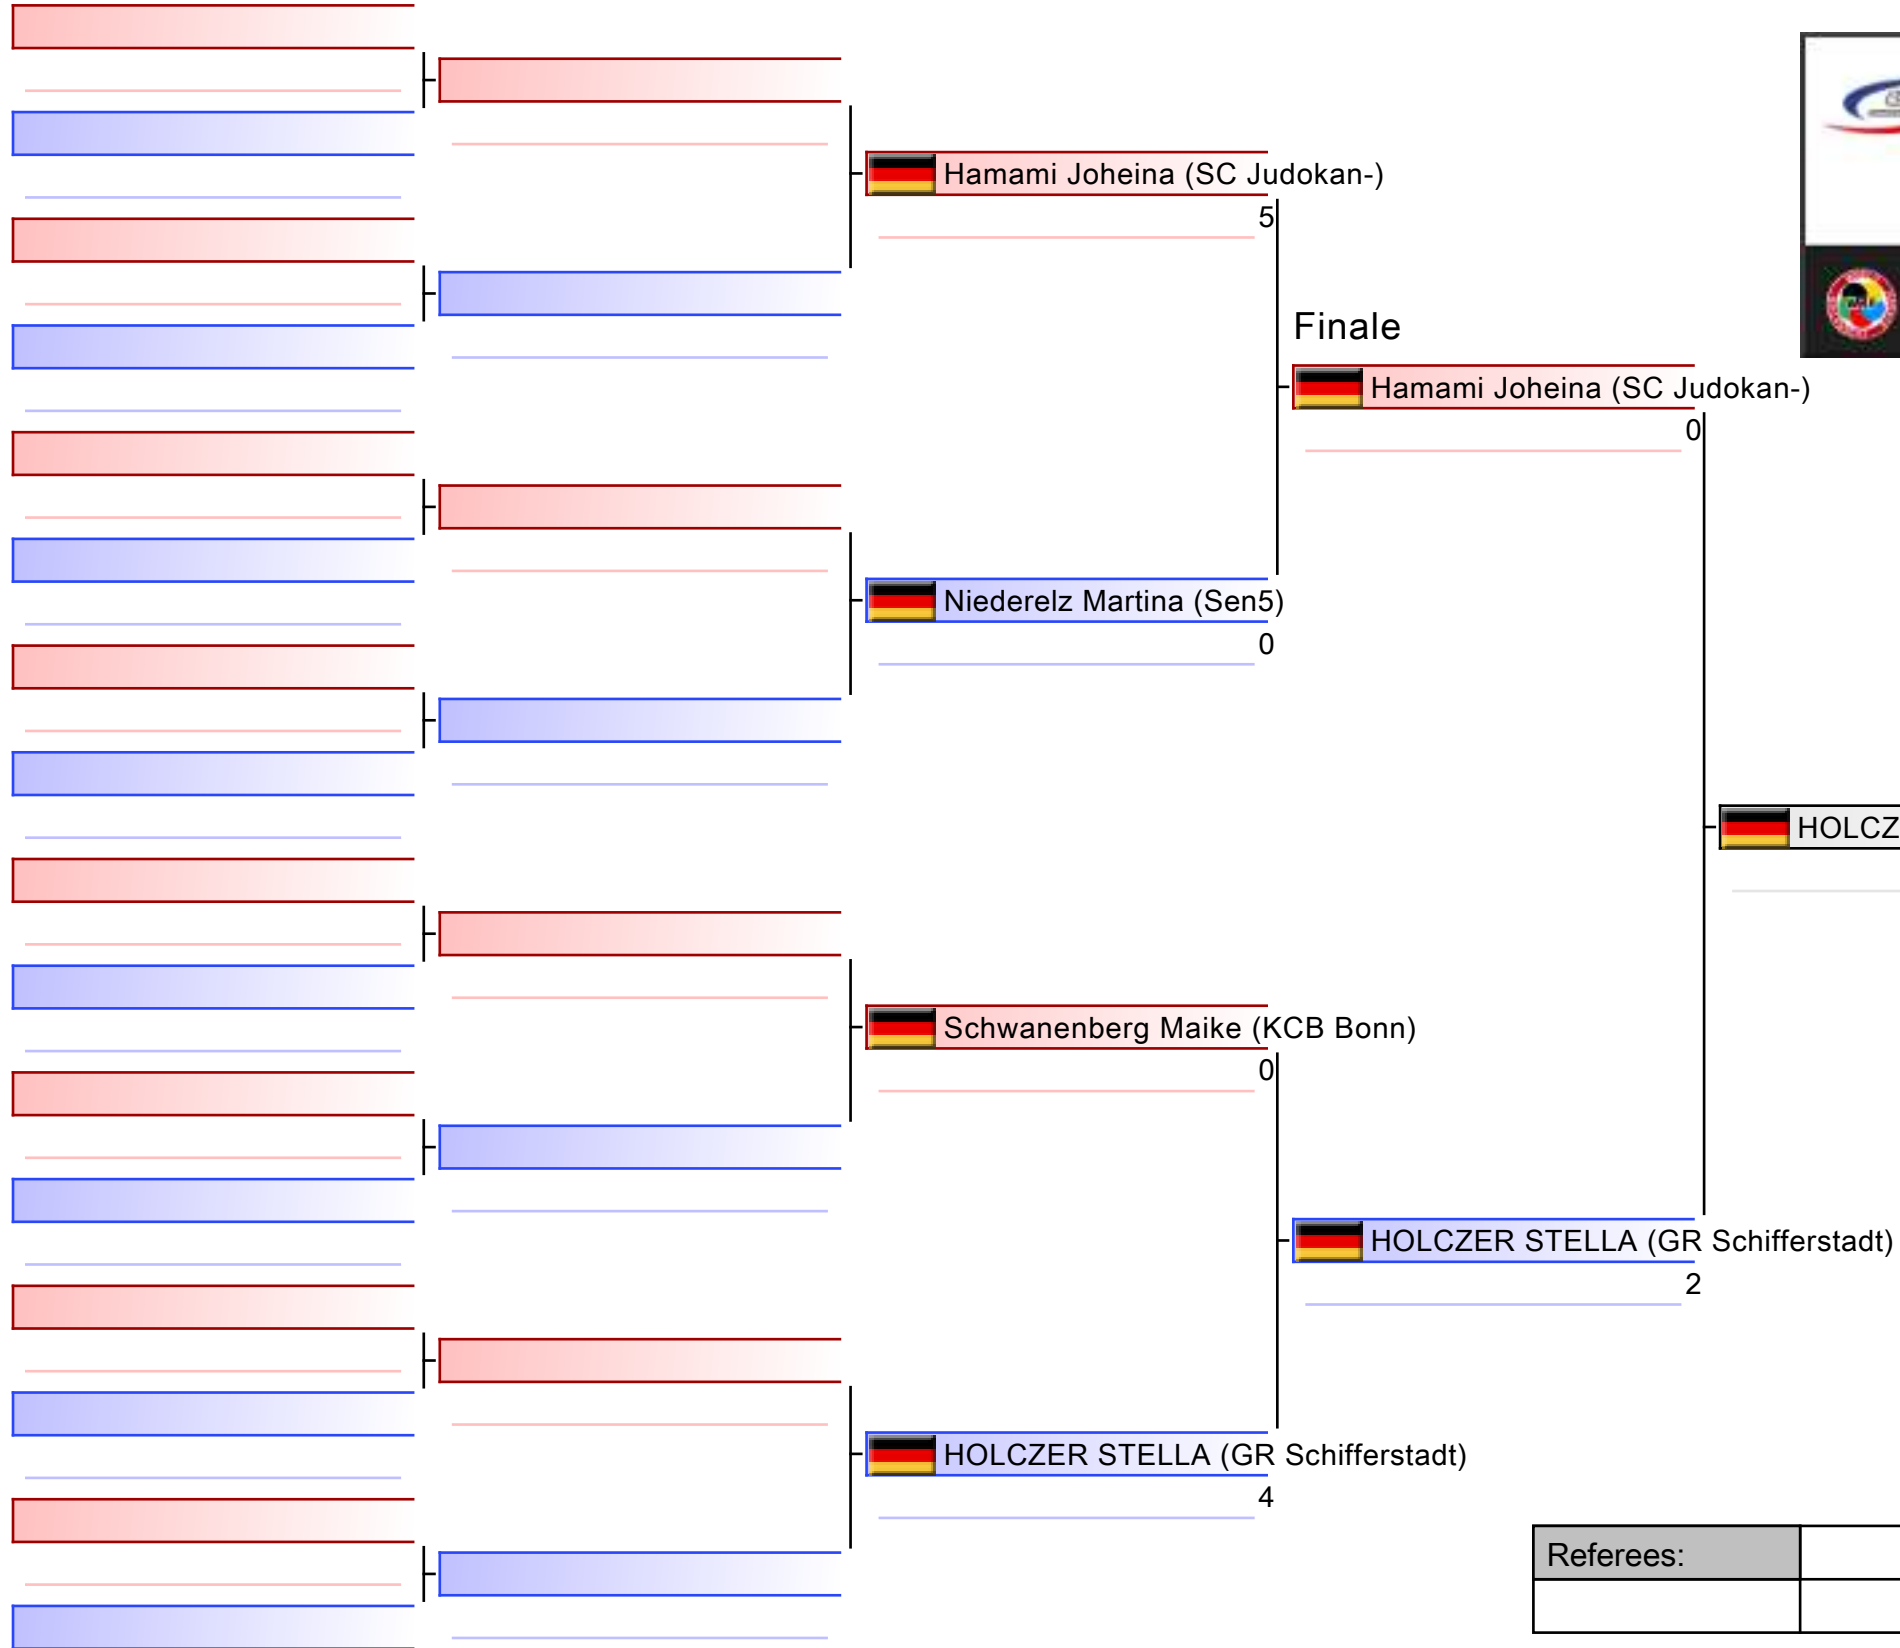 Hamami Joheina (SC Judokan-)
5
Finale
Hamami Joheina (SC Judokan-)
0
Niederelz Martina (Sen5)
0
HOLCZ
Schwanenberg Maike (KCB Bonn)
0
HOLCZER STELLA (GR Schifferstadt)
2
HOLCZER STELLA (GR Schifferstadt)
4
Referees: